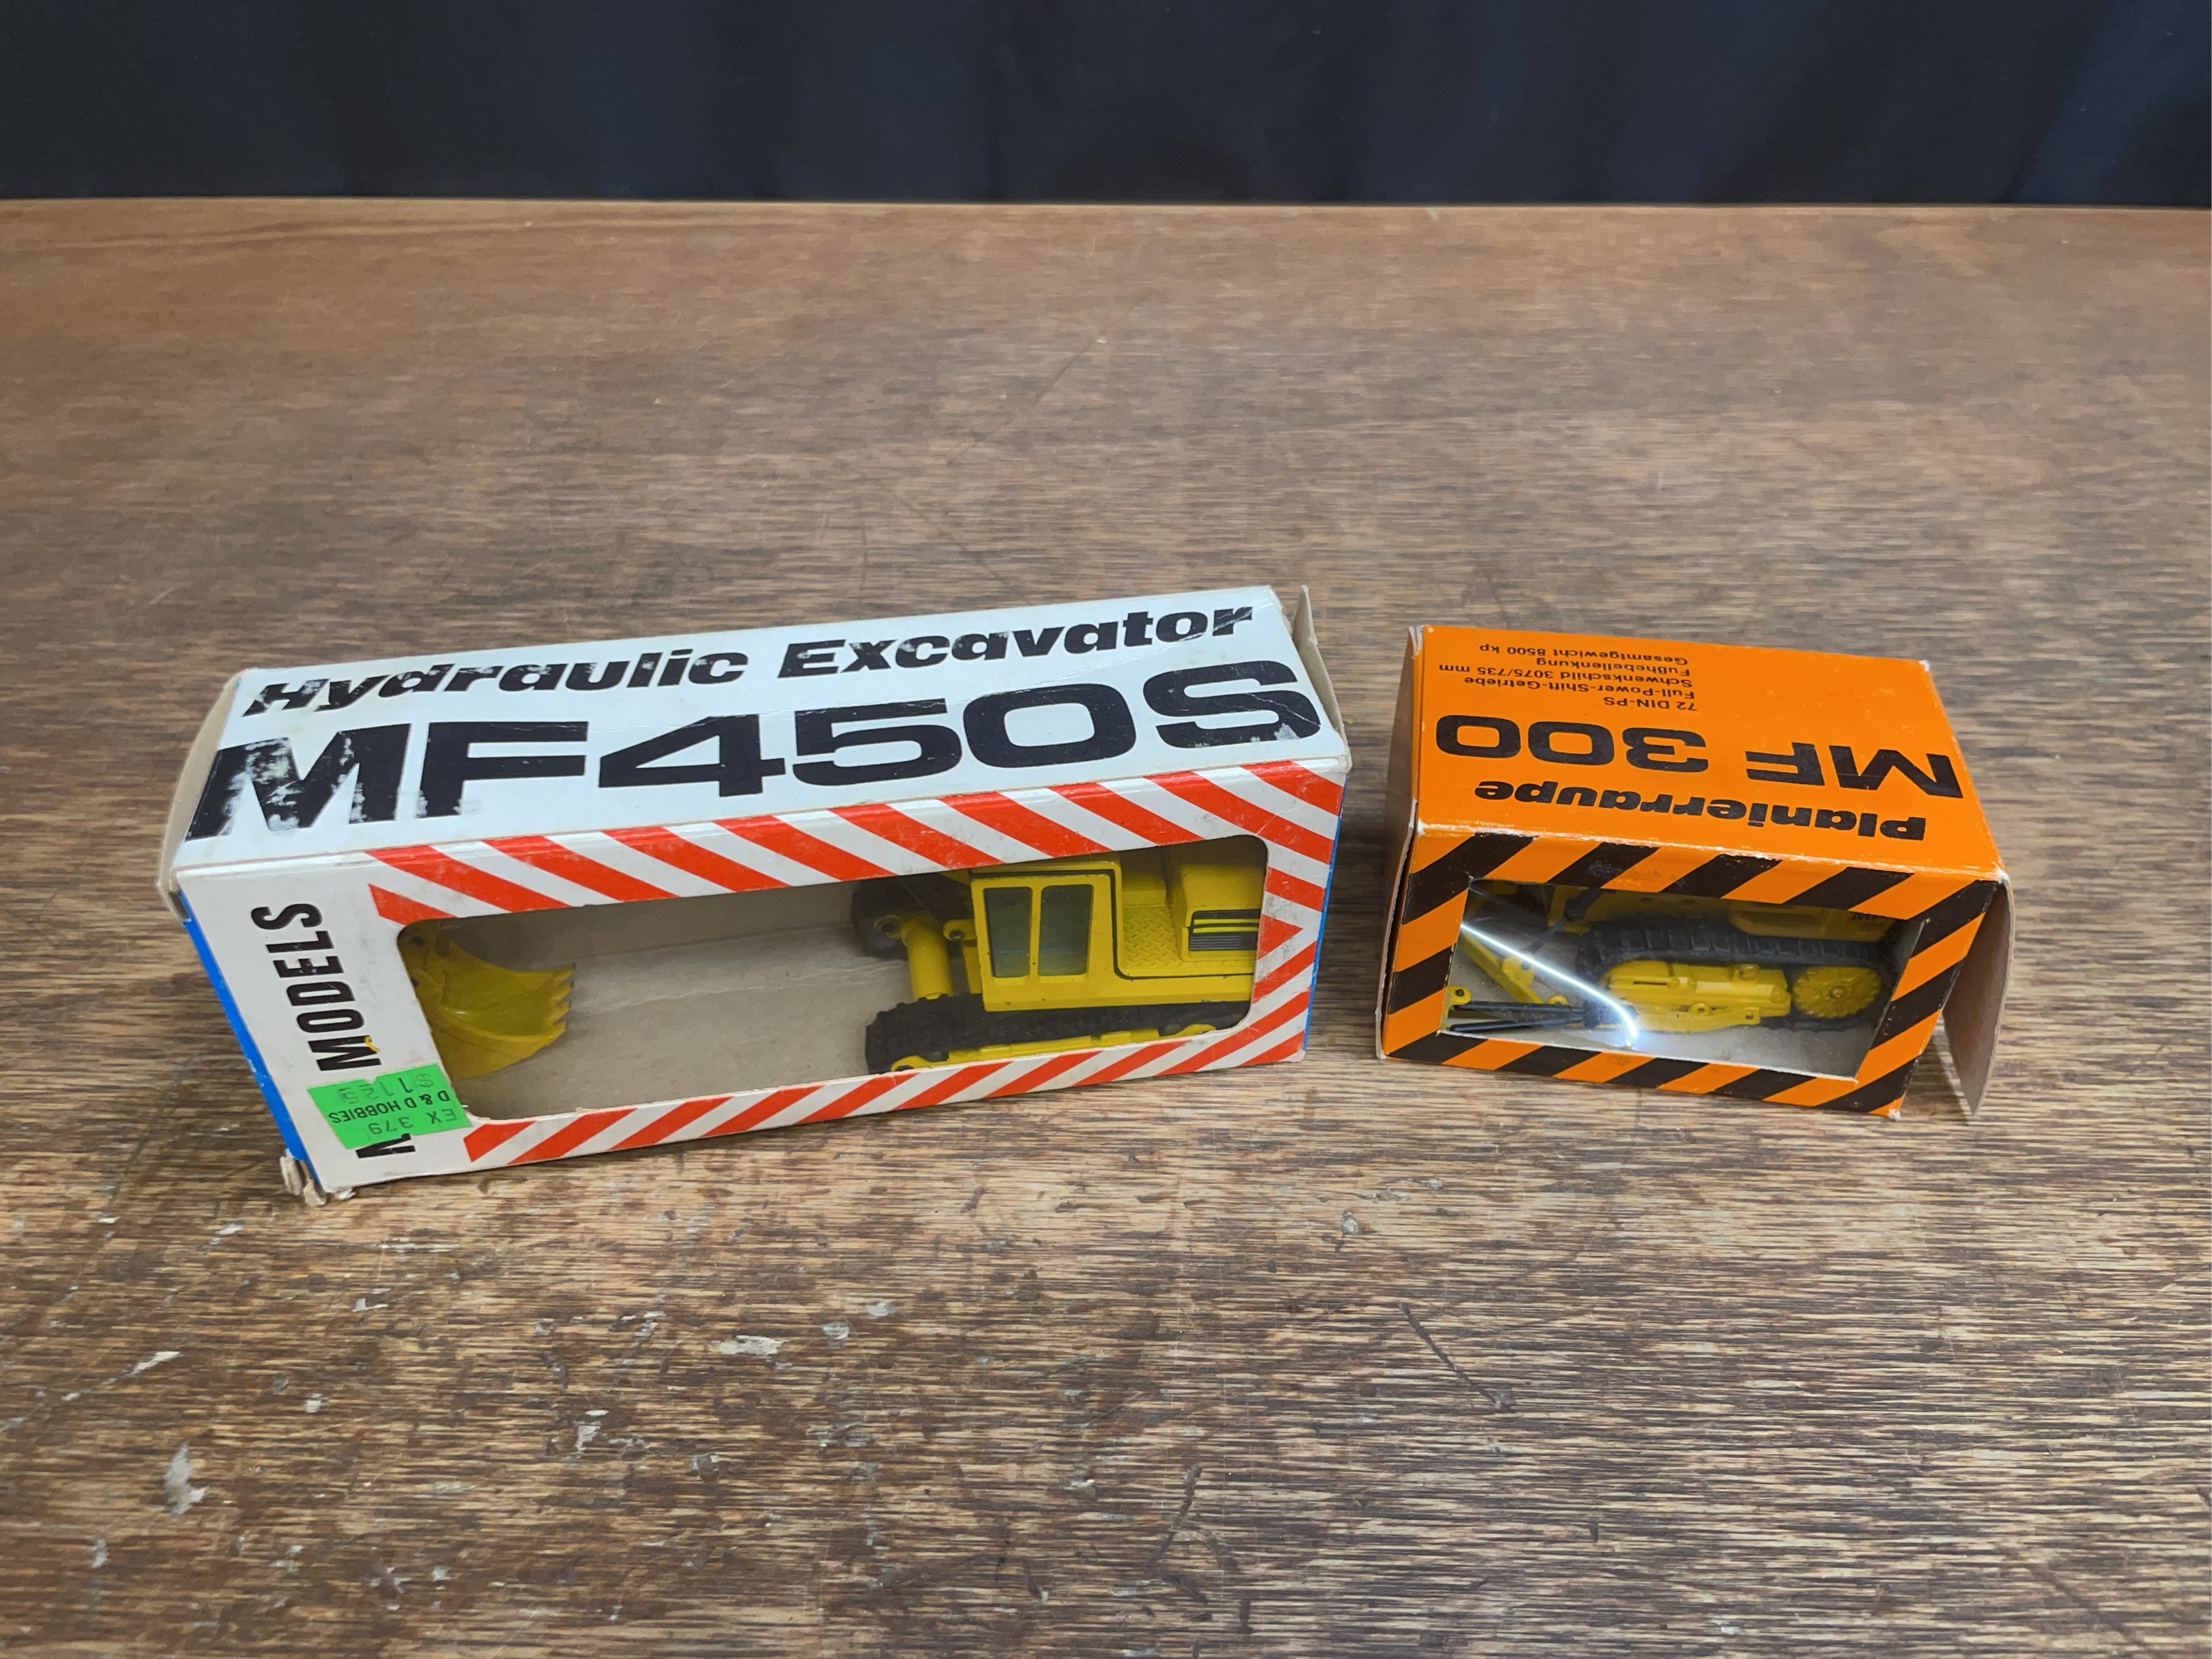 Hydraulic Excavator
MF450S
MODELS
EX 379
D & D HOBBIES
Planierraupe
MF 300
72 DIN-PS
Full-Power-Shift-Getriebe
Schwenkschild 3075/735 mm
Fußhebellenkung
Gesamtgewicht 8500 kp